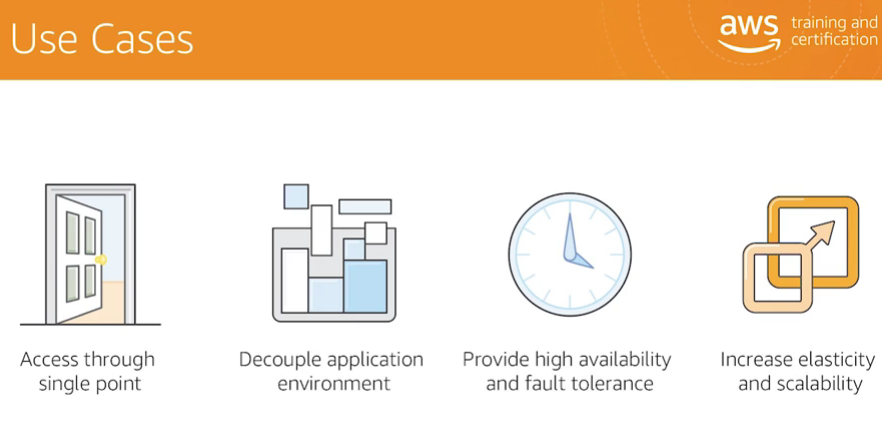 Use Cases
aws training and
certification
Access through
single point
Decouple application
environment
Provide high availability
and fault tolerance
Increase elasticity
and scalability